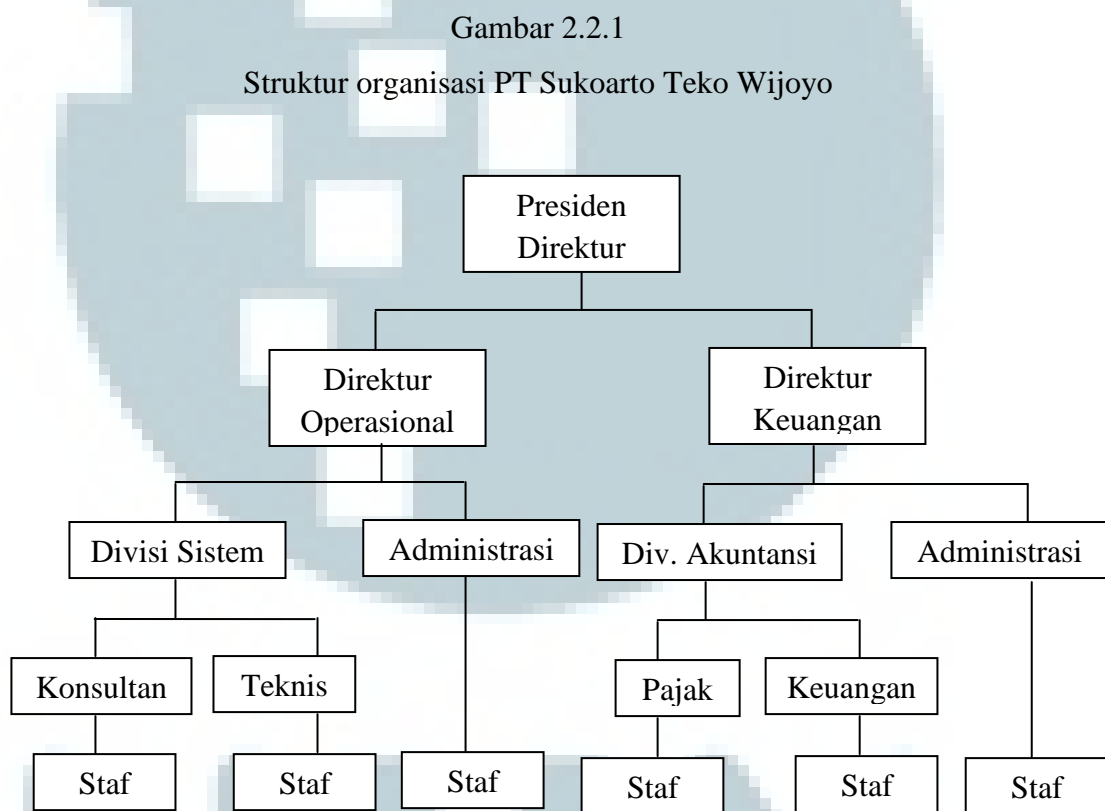 Gambar 2.2.1
Struktur organisasi PT Sukoarto Teko Wijoyo
Presiden
Direktur
Direktur
Operasional
Direktur
Keuangan
Divisi Sistem
Administrasi
Div. Akuntansi
Administrasi
Konsultan
Teknis
Pajak
Keuangan
Staf
Staf
Staf
Staf
Staf
Staf